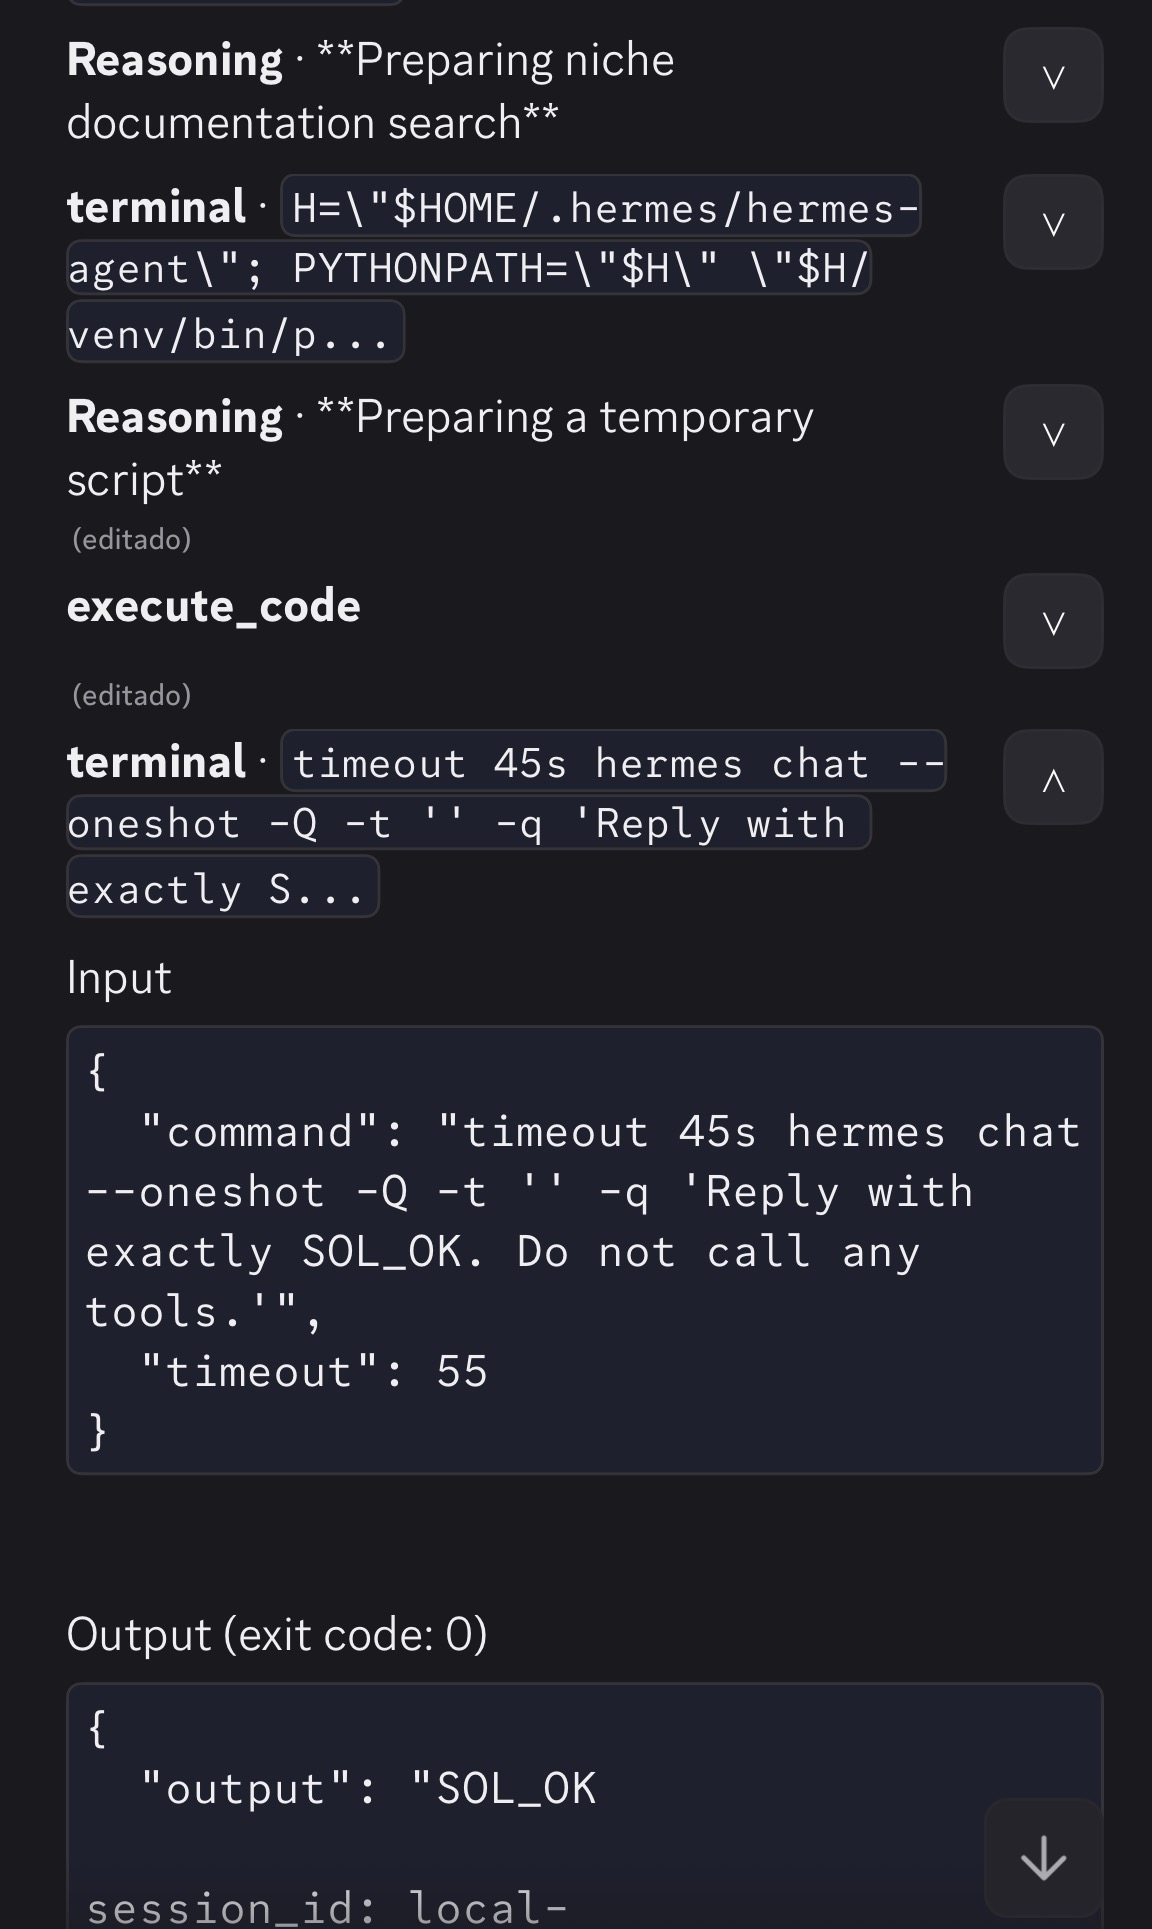 Reasoning · **Preparing niche
documentation search**
terminal · H=\"$HOME/.hermes/hermes-
agent\"; PYTHONPATH=\"$H\" \"$H/
venv/bin/p...
Reasoning · **Preparing a temporary
script**
(editado)
execute_code
(editado)
terminal · timeout 45s hermes chat --
oneshot -Q -t '' -q 'Reply with
exactly S...
Input
{
  "command": "timeout 45s hermes chat
--oneshot -Q -t '' -q 'Reply with
exactly SOL_OK. Do not call any
tools.'",
  "timeout": 55
}
Output (exit code: 0)
{
  "output": "SOL_OK
session_id: local-